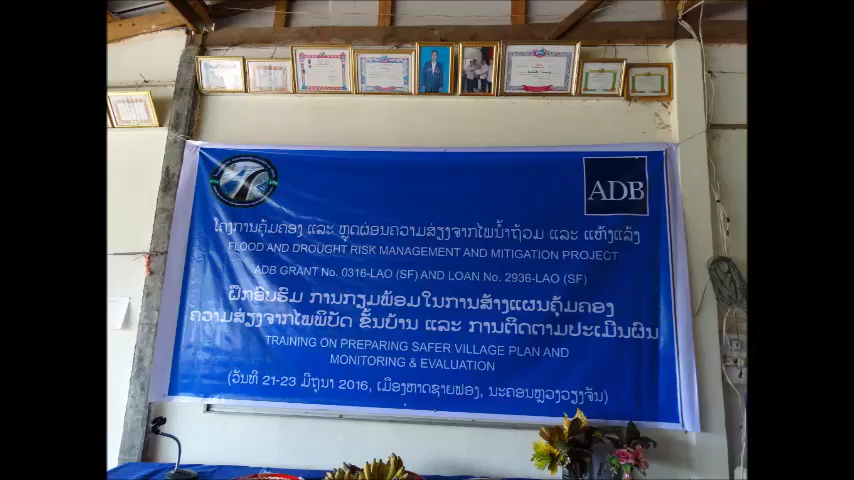 ADB
ໂຄງການຄຸ້ມຄອງ ແລະ ຫຼຸດຜ່ອນຄວາມສ່ຽງຈາກໄພນ້ຳຖ້ວມ ແລະ ແຫ້ງແລ້ງ
FLOOD AND DROUGHT RISK MANAGEMENT AND MITIGATION PROJECT
ADB GRANT No. 0316-LAO (SF) AND LOAN No. 2936-LAO (SF)
ຝຶກອົບຮົມ ການກຽມພ້ອມໃນການສ້າງແຜນຄຸ້ມຄອງ
ຄວາມສ່ຽງຈາກໄພພິບັດ ຂັ້ນບ້ານ ແລະ ການຕິດຕາມປະເມີນຜົນ
TRAINING ON PREPARING SAFER VILLAGE PLAN AND
MONITORING & EVALUATION
(ວັນທີ 21-23 ມິຖຸນາ 2016, ເມືອງຫາດຊາຍຟອງ, ນະຄອນຫຼວງວຽງຈັນ)